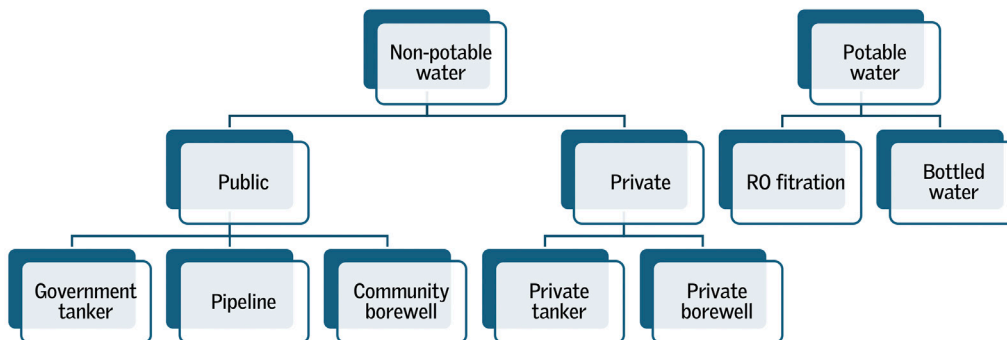 Non-potable
water
Potable
water
Public
Private
RO fitration
Bottled
water
Government
tanker
Pipeline
Community
borewell
Private
tanker
Private
borewell